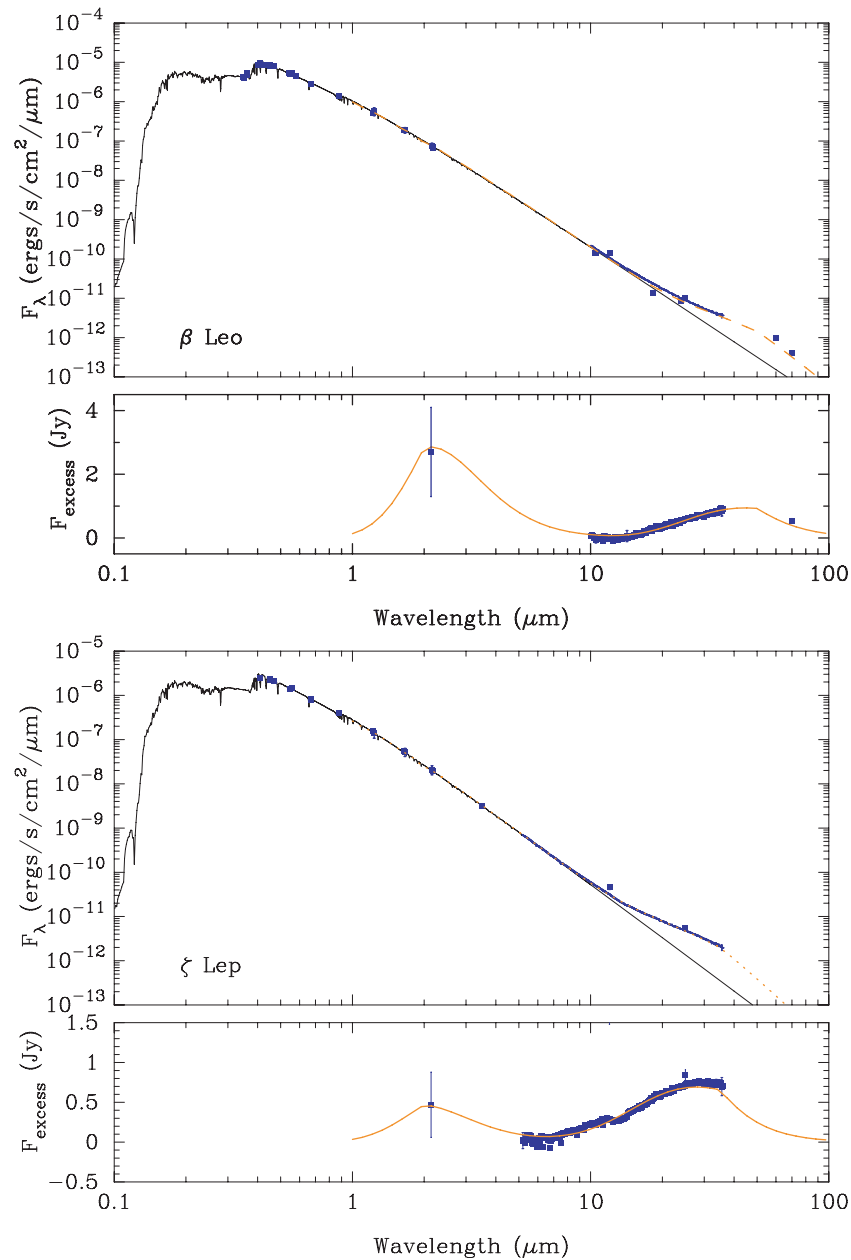 10⁻⁴
10⁻⁵
10⁻⁶
10⁻⁷
10⁻⁸
10⁻⁹
10⁻¹⁰
10⁻¹¹
10⁻¹²
10⁻¹³
F_λ (ergs/s/cm²/μm)
β Leo
4
2
0
F_excess (Jy)
0.1 1 10 100
Wavelength (μm)
10⁻⁵
10⁻⁶
10⁻⁷
10⁻⁸
10⁻⁹
10⁻¹⁰
10⁻¹¹
10⁻¹²
10⁻¹³
F_λ (ergs/s/cm²/μm)
ζ Lep
1.5
1
0.5
0
−0.5
F_excess (Jy)
0.1 1 10 100
Wavelength (μm)